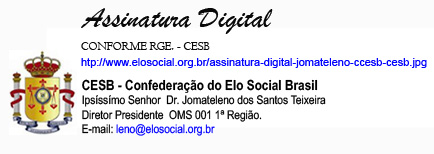 Assinatura Digital
CONFORME RGE. - CESB
htpp://www.elosocial.org.br/assinatura-digital-jomateleno-ccesb-cesb.jpg
CESB - Confederação do Elo Social Brasil
Ipsíssimo Senhor Dr. Jomateleno dos Santos Teixeira
Diretor Presidente OMS 001 1ª Região.
E-mail: leno@elosocial.org.br